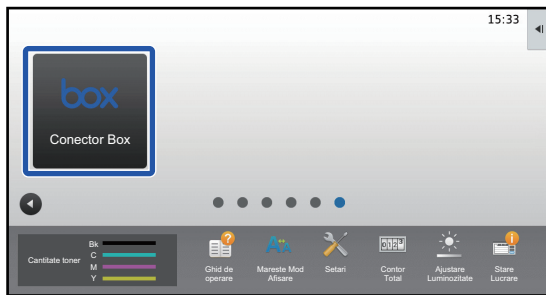 15:33
box
Conector Box
Cantitate toner
Bk
C
M
Y
Ghid de
operare
Mareste Mod
Afisare
Setari
Contor
Total
Ajustare
Luminozitate
Stare
Lucrare